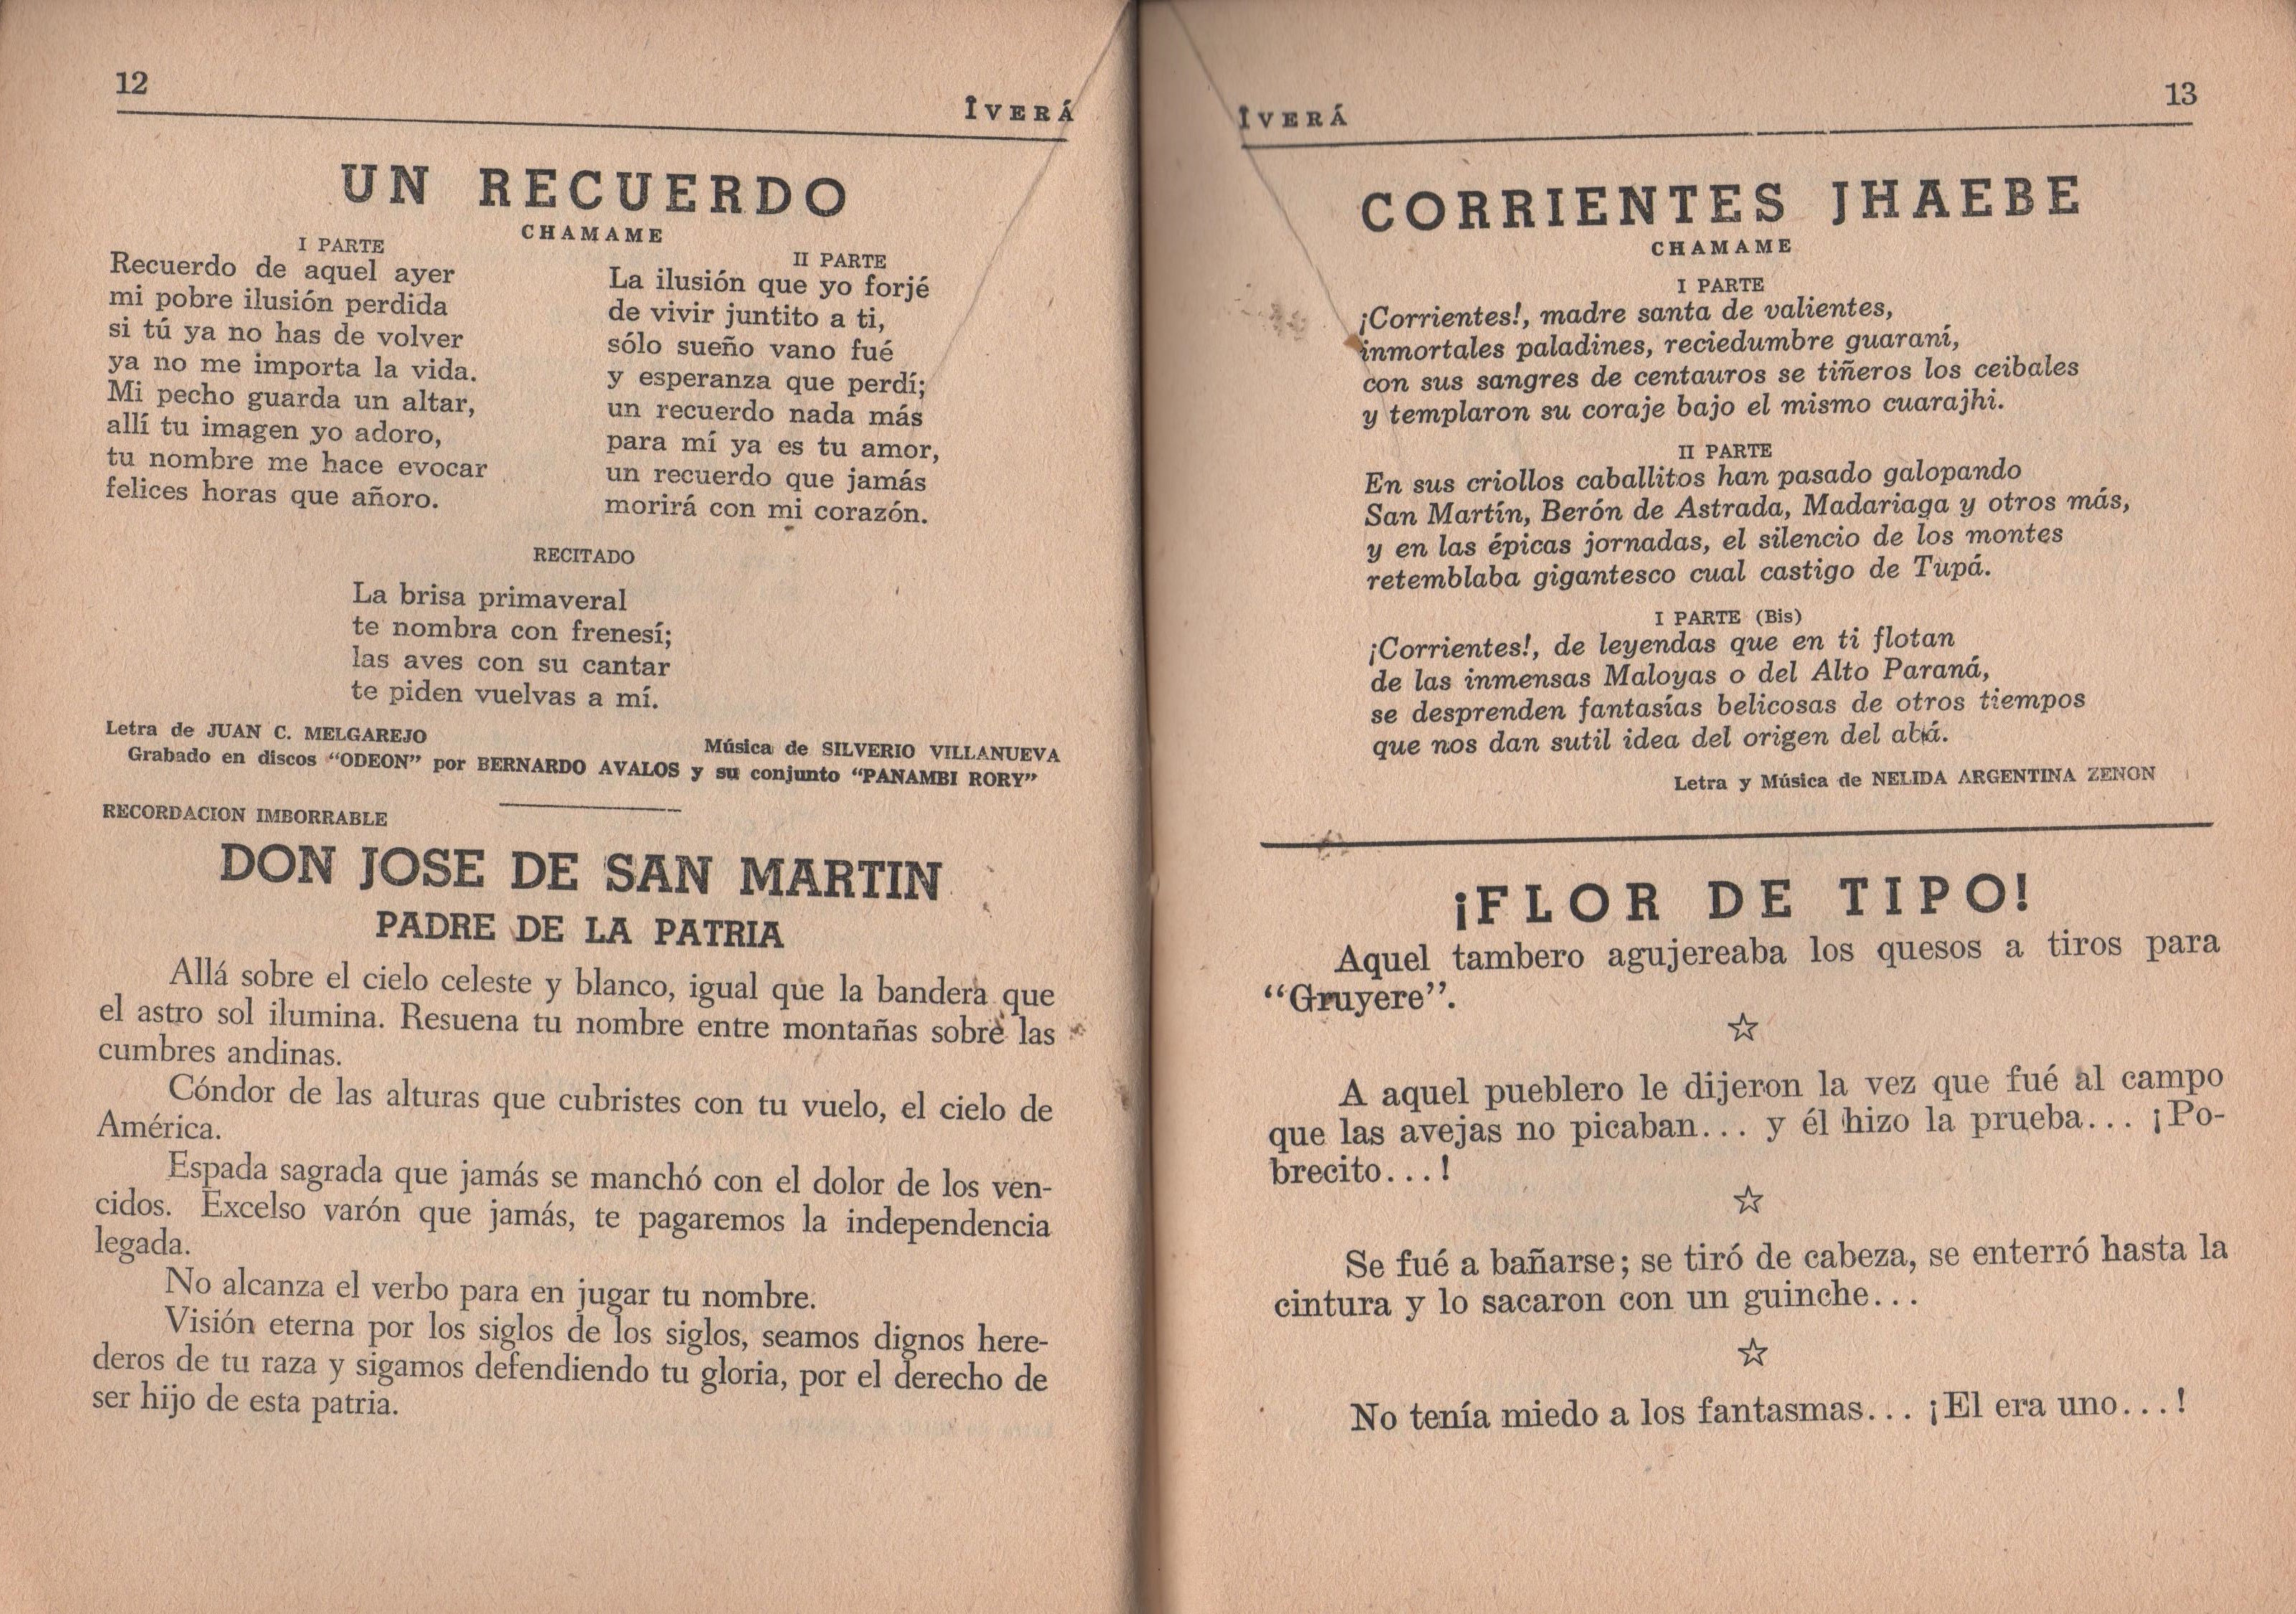 12
ÎVERÁ
UN RECUERDO
CHAMAME
I PARTE
Recuerdo de aquel ayer
mi pobre ilusión perdida
si tú ya no has de volver
ya no me importa la vida.
Mi pecho guarda un altar,
allí tu imagen yo adoro,
tu nombre me hace evocar
felices horas que añoro.
II PARTE
La ilusión que yo forjé
de vivir juntito a ti,
sólo sueño vano fué
y esperanza que perdí;
un recuerdo nada más
para mí ya es tu amor,
un recuerdo que jamás
morirá con mi corazón.
RECITADO
La brisa primaveral
te nombra con frenesí;
las aves con su cantar
te piden vuelvas a mí.
Letra de JUAN C. MELGAREJO
Música de SILVERIO VILLANUEVA
Grabado en discos “ODEON” por BERNARDO AVALOS y su conjunto “PANAMBI RORY”
RECORDACION IMBORRABLE
DON JOSE DE SAN MARTIN
PADRE DE LA PATRIA
Allá sobre el cielo celeste y blanco, igual que la bandera que
el astro sol ilumina. Resuena tu nombre entre montañas sobre las
cumbres andinas.
Cóndor de las alturas que cubristes con tu vuelo, el cielo de
América.
Espada sagrada que jamás se manchó con el dolor de los ven-
cidos. Excelso varón que jamás, te pagaremos la independencia
legada.
No alcanza el verbo para en jugar tu nombre.
Visión eterna por los siglos de los siglos, seamos dignos here-
deros de tu raza y sigamos defendiendo tu gloria, por el derecho de
ser hijo de esta patria.
ÎVERÁ
13
CORRIENTES JHAEBE
CHAMAME
I PARTE
¡Corrientes!, madre santa de valientes,
inmortales paladines, reciedumbre guaraní,
con sus sangres de centauros se tiñeros los ceibales
y templaron su coraje bajo el mismo cuarajhi.
II PARTE
En sus criollos caballitos han pasado galopando
San Martín, Berón de Astrada, Madariaga y otros más,
y en las épicas jornadas, el silencio de los montes
retemblaba gigantesco cual castigo de Tupá.
I PARTE (Bis)
¡Corrientes!, de leyendas que en ti flotan
de las inmensas Maloyas o del Alto Paraná,
se desprenden fantasías belicosas de otros tiempos
que nos dan sutil idea del origen del abá.
Letra y Música de NELIDA ARGENTINA ZENON
¡FLOR DE TIPO!
Aquel tambero agujereaba los quesos a tiros para
“Gruyere”.
☆
A aquel pueblero le dijeron la vez que fué al campo
que las avejas no picaban... y él hizo la prueba... ¡Po-
brecito...!
☆
Se fué a bañarse; se tiró de cabeza, se enterró hasta la
cintura y lo sacaron con un guinche...
☆
No tenía miedo a los fantasmas... ¡El era uno...!